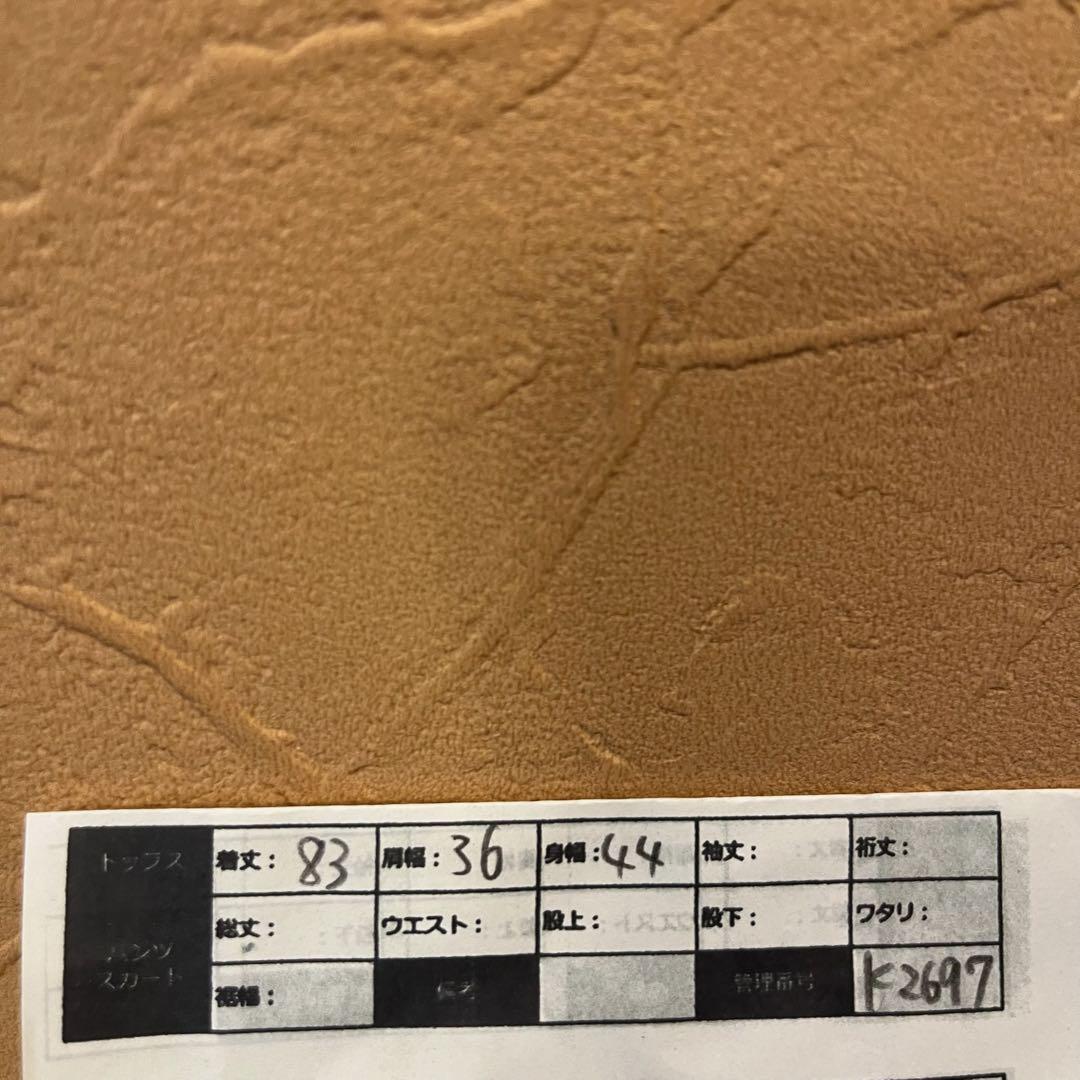 トップス 着丈: 83 肩幅: 36 身幅: 44 袖丈: 裄丈:
総丈: ウエスト: 股上: 股下: ワタリ:
パンツ
スカート 裾幅: 備考 管理番号 K2697